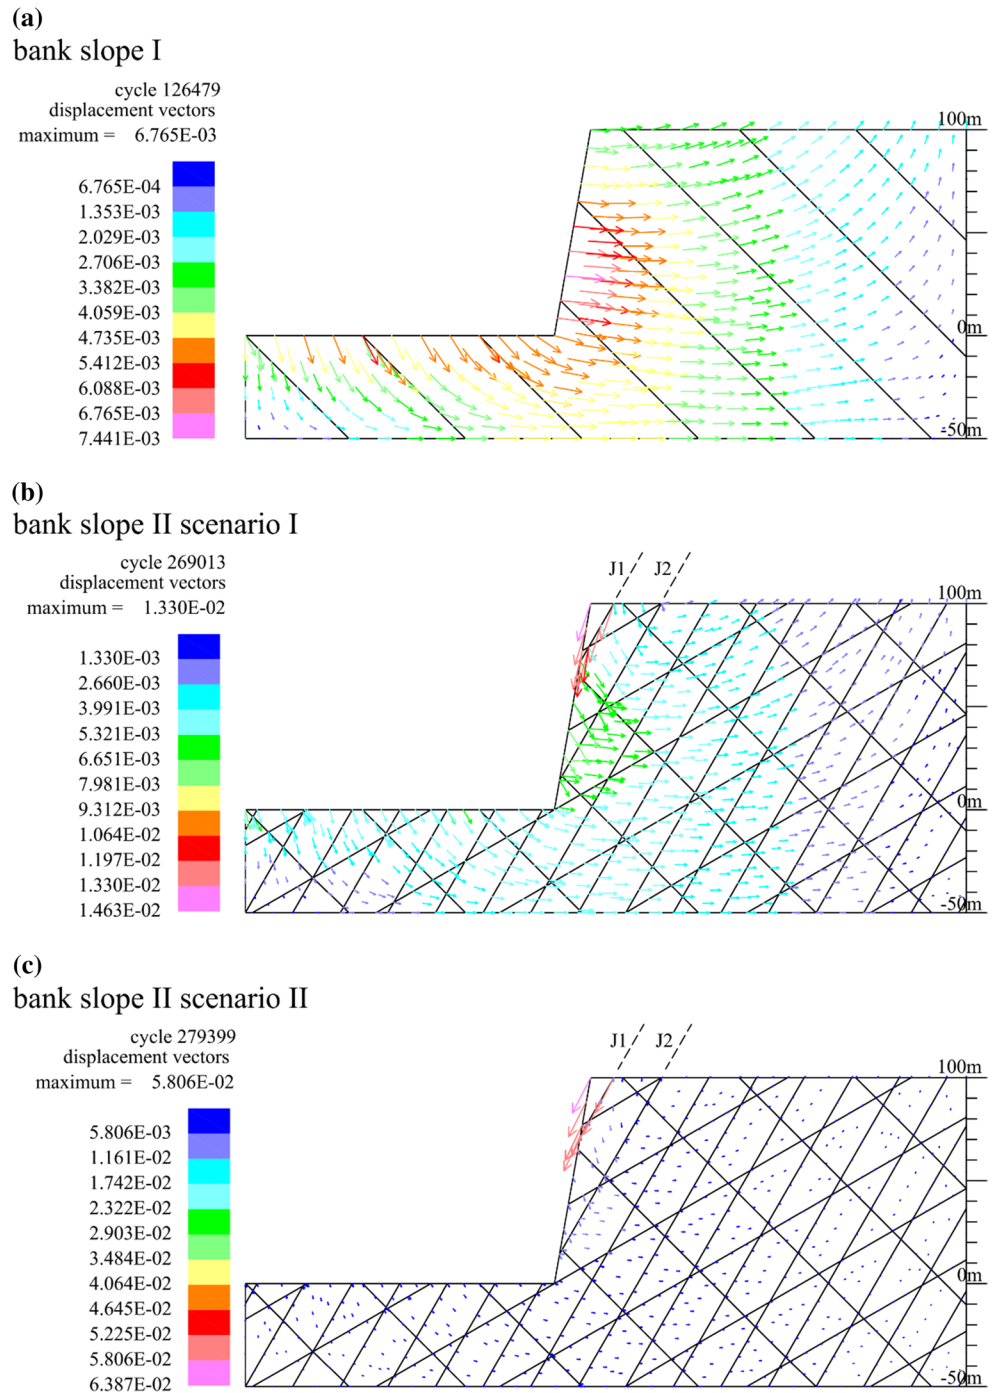 (a)
bank slope I
cycle 126479
displacement vectors
maximum = 6.765E-03
6.765E-04
1.353E-03
2.029E-03
2.706E-03
3.382E-03
4.059E-03
4.735E-03
5.412E-03
6.088E-03
6.765E-03
7.441E-03
100m
0m
-50m
(b)
bank slope II scenario I
cycle 269013
displacement vectors
maximum = 1.330E-02
1.330E-03
2.660E-03
3.991E-03
5.321E-03
6.651E-03
7.981E-03
9.312E-03
1.064E-02
1.197E-02
1.330E-02
1.463E-02
J1 J2
100m
0m
-50m
(c)
bank slope II scenario II
cycle 279399
displacement vectors
maximum = 5.806E-02
5.806E-03
1.161E-02
1.742E-02
2.322E-02
2.903E-02
3.484E-02
4.064E-02
4.645E-02
5.225E-02
5.806E-02
6.387E-02
J1 J2
100m
0m
-50m